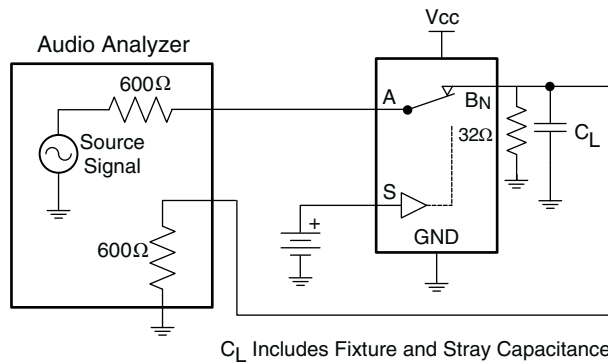 Vcc
Audio Analyzer
600Ω
A
BN
Source
Signal
32Ω
CL
S
+
600Ω
GND
CL Includes Fixture and Stray Capacitance